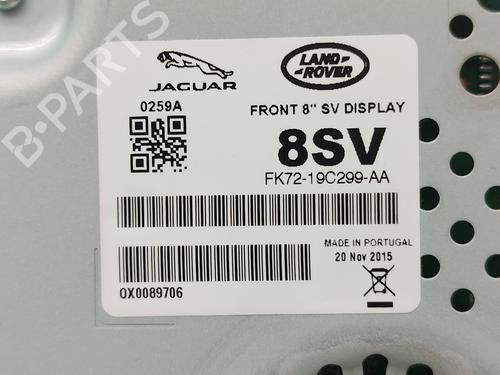 B-PARTS
JAGUAR
LAND-
ROVER
0259A
FRONT 8" SV DISPLAY
8SV
FK72-19C299-AA
MADE IN PORTUGAL
20 Nov 2015
OX0089706